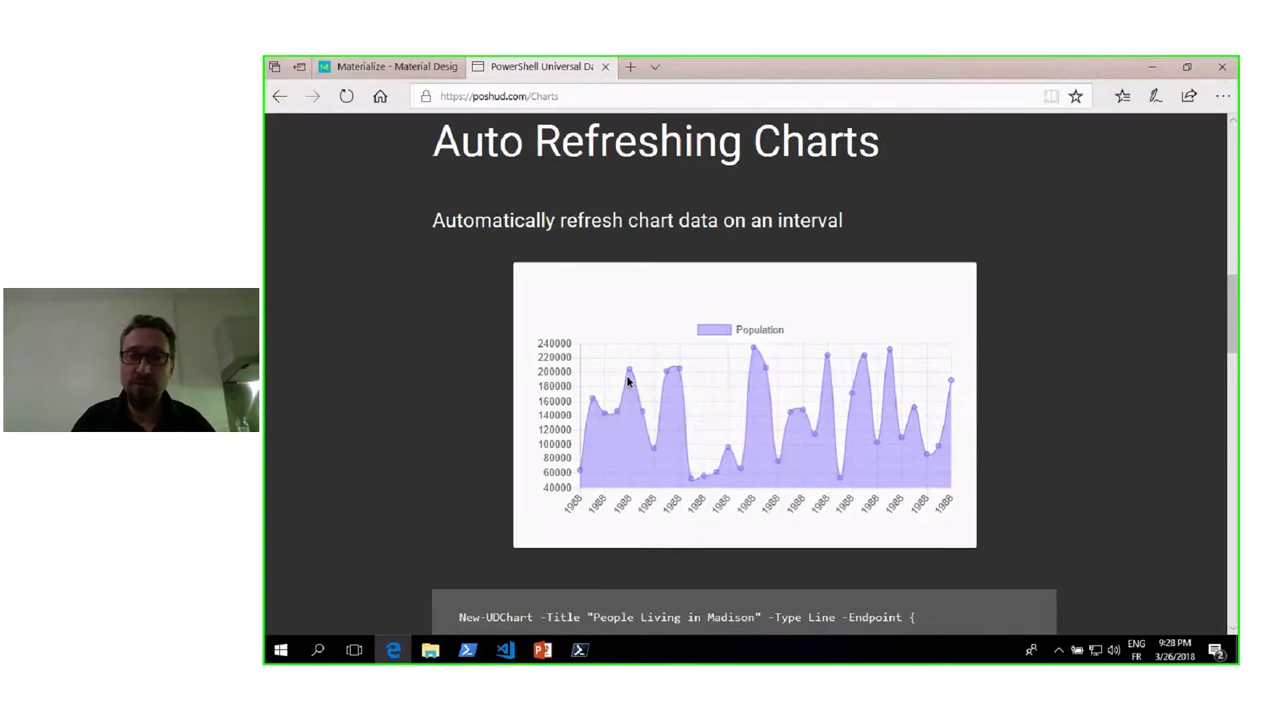 Materialize - Material Desig
PowerShell Universal Da
https://poshud.com/Charts
Auto Refreshing Charts
Automatically refresh chart data on an interval
Population
240000
220000
200000
180000
160000
140000
120000
100000
80000
60000
40000
1988 1988 1988 1988 1988 1988 1988 1988 1988 1988 1988 1988 1988 1988 1988 1988
New-UDChart -Title "People Living in Madison" -Type Line -Endpoint {
ENG
FR
9:28 PM
3/26/2018
2